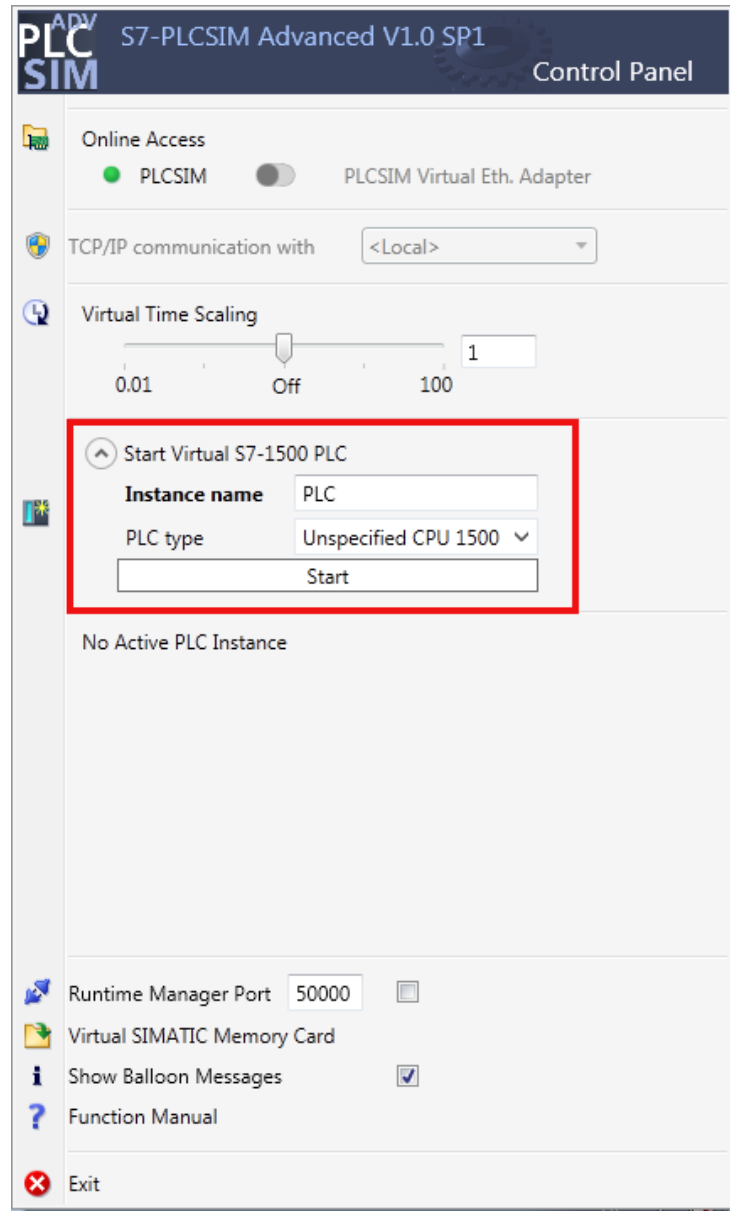 PLC ADV
SIM
S7-PLCSIM Advanced V1.0 SP1
Control Panel
Online Access
PLCSIM PLCSIM Virtual Eth. Adapter
TCP/IP communication with <Local>
Virtual Time Scaling
1
0.01 Off 100
Start Virtual S7-1500 PLC
Instance name PLC
PLC type Unspecified CPU 1500
Start
No Active PLC Instance
Runtime Manager Port 50000
Virtual SIMATIC Memory Card
Show Balloon Messages
Function Manual
Exit